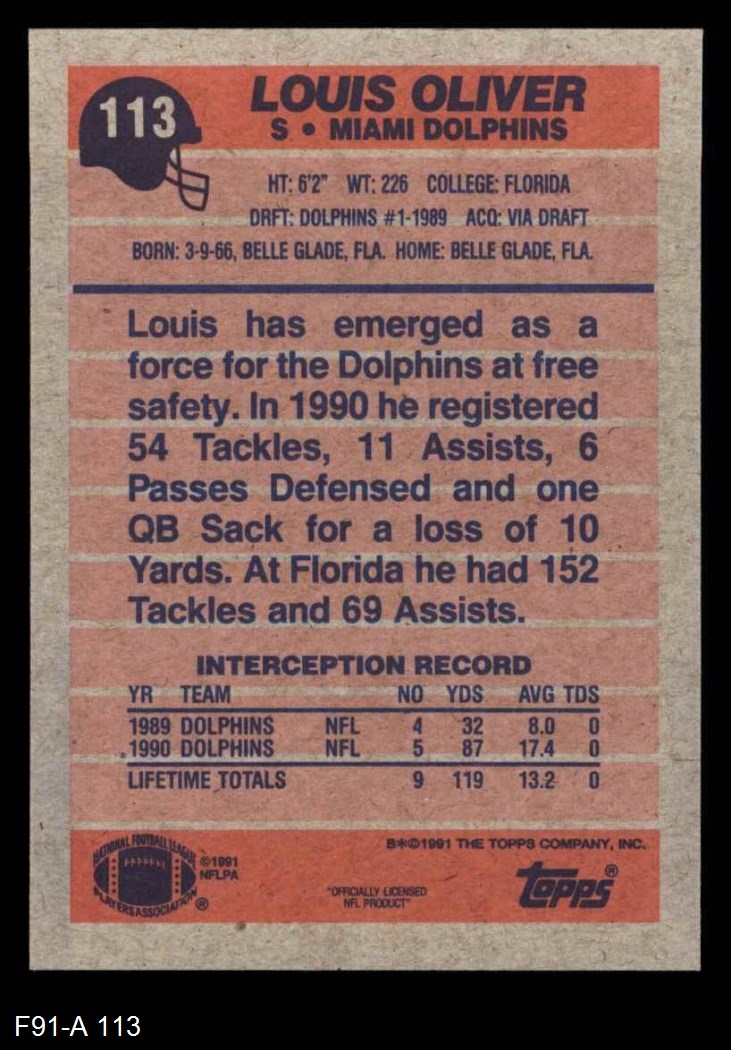 113
LOUIS OLIVER
S • MIAMI DOLPHINS
HT: 6'2" WT: 226 COLLEGE: FLORIDA
DRFT: DOLPHINS #1-1989 ACQ: VIA DRAFT
BORN: 3-9-66, BELLE GLADE, FLA. HOME: BELLE GLADE, FLA.
Louis has emerged as a
force for the Dolphins at free
safety. In 1990 he registered
54 Tackles, 11 Assists, 6
Passes Defensed and one
QB Sack for a loss of 10
Yards. At Florida he had 152
Tackles and 69 Assists.
INTERCEPTION RECORD
YR TEAM NO YDS AVG TDS
1989 DOLPHINS NFL 4 32 8.0 0
1990 DOLPHINS NFL 5 87 17.4 0
LIFETIME TOTALS 9 119 13.2 0
NATIONAL FOOTBALL LEAGUE
PLAYERS ASSOCIATION ®
©1991
NFLPA
B*©1991 THE TOPPS COMPANY, INC.
"OFFICIALLY LICENSED
NFL PRODUCT"
topps®
F91-A 113